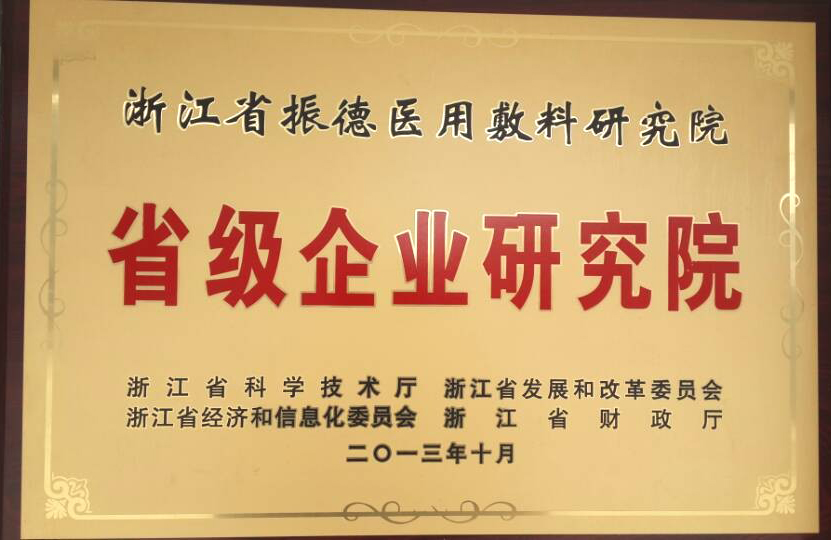 浙江省振德医用敷料研究院
省级企业研究院
浙江省科学技术厅 浙江省发展和改革委员会
浙江省经济和信息化委员会 浙江省财政厅
二〇一三年十月